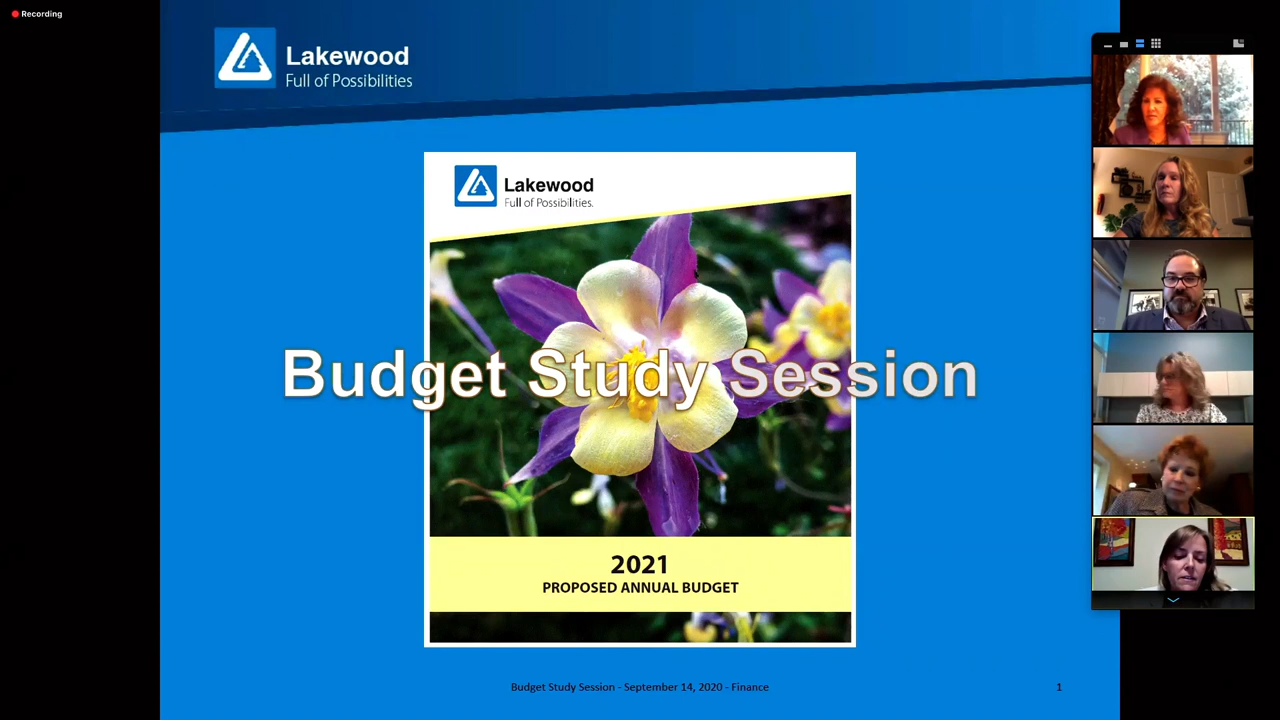 Recording
Lakewood
Full of Possibilities
Lakewood
Full of Possibilities.
Budget Study Session
2021
PROPOSED ANNUAL BUDGET
Budget Study Session - September 14, 2020 - Finance
1